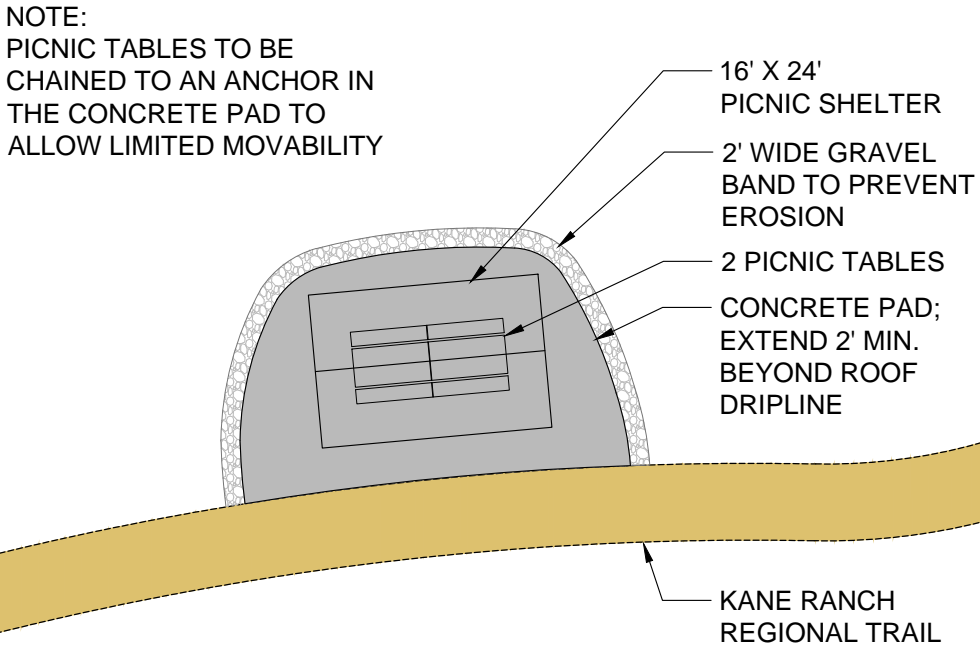 NOTE:
PICNIC TABLES TO BE
CHAINED TO AN ANCHOR IN
THE CONCRETE PAD TO
ALLOW LIMITED MOVABILITY
16' X 24'
PICNIC SHELTER
2' WIDE GRAVEL
BAND TO PREVENT
EROSION
2 PICNIC TABLES
CONCRETE PAD;
EXTEND 2' MIN.
BEYOND ROOF
DRIPLINE
KANE RANCH
REGIONAL TRAIL